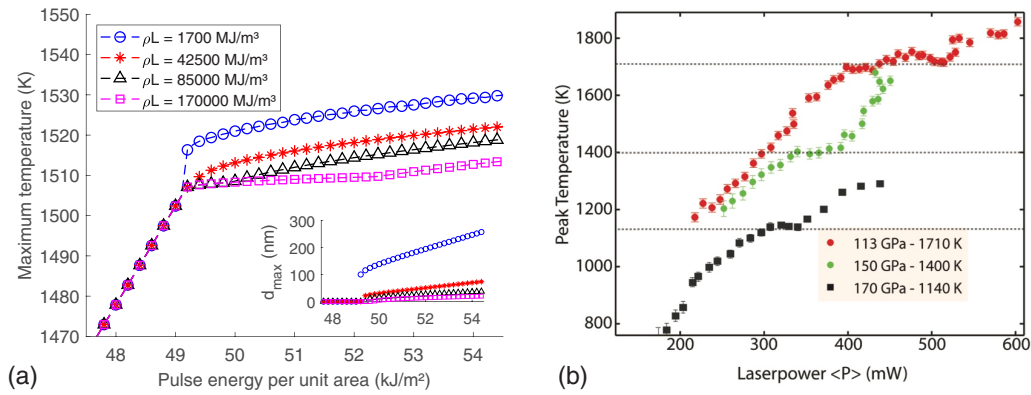 1550
1540
1530
1520
1510
1500
1490
1480
1470
Maximum temperature (K)
ρL = 1700 MJ/m³
ρL = 42500 MJ/m³
ρL = 85000 MJ/m³
ρL = 170000 MJ/m³
300
200
100
0
d_max (nm)
48 50 52 54
48 49 50 51 52 53 54
Pulse energy per unit area (kJ/m²)
(a)
1800
1600
1400
1200
1000
800
Peak Temperature (K)
113 GPa - 1710 K
150 GPa - 1400 K
170 GPa - 1140 K
200 300 400 500 600
Laserpower <P> (mW)
(b)